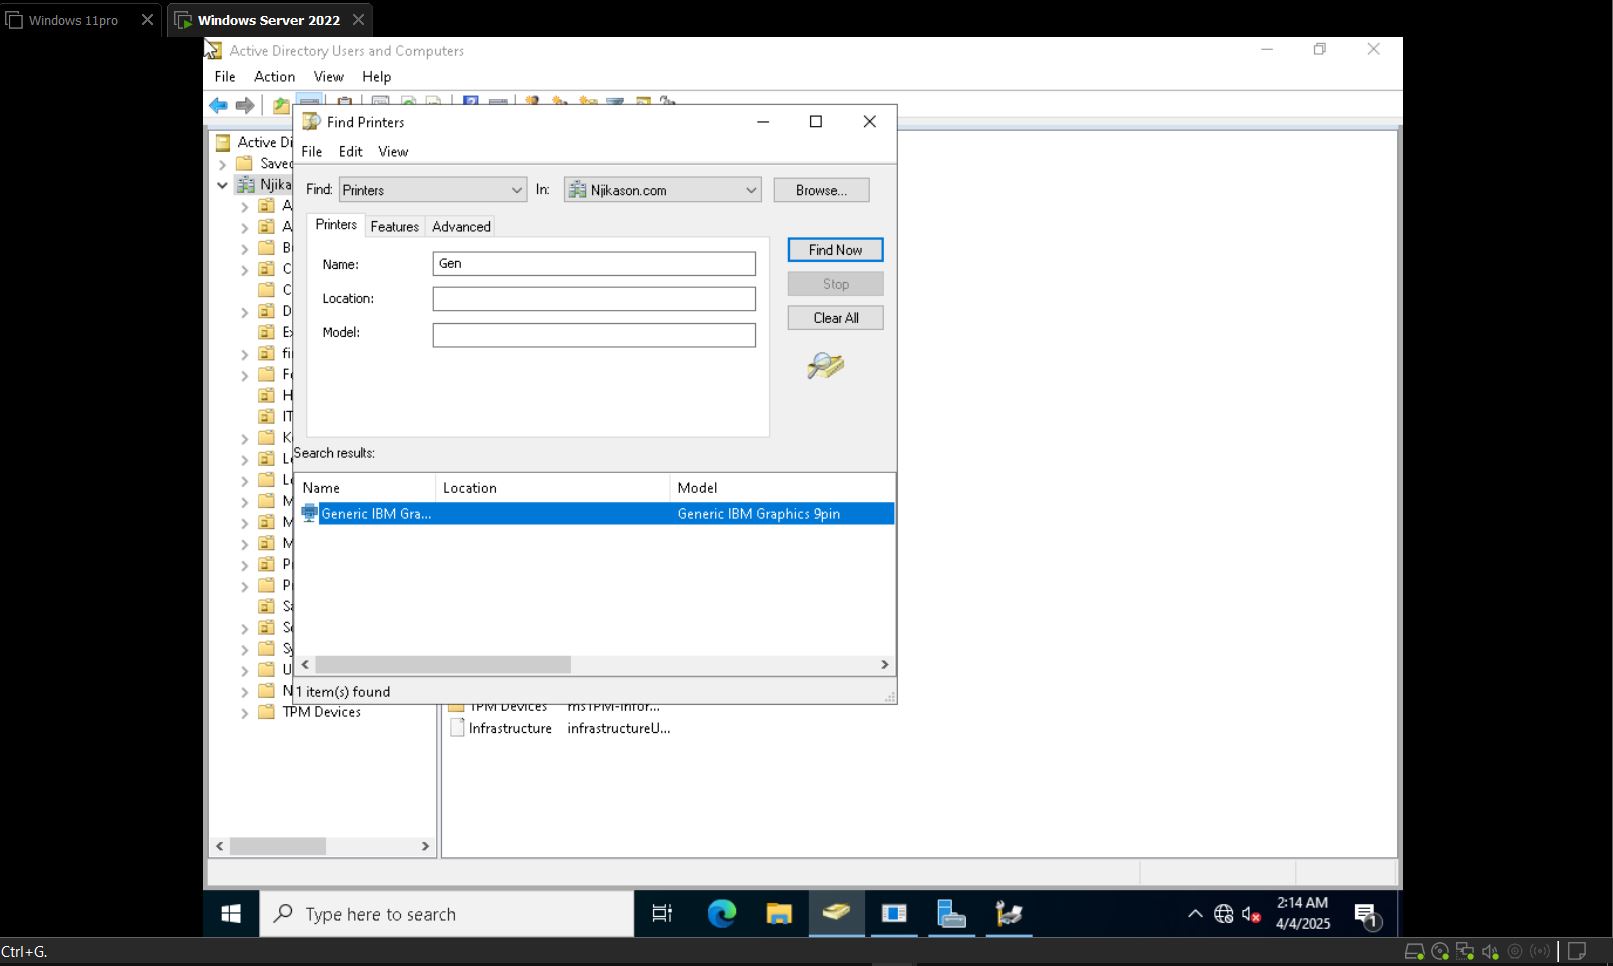 Windows 11pro
Windows Server 2022
Active Directory Users and Computers
File Action View Help
Find Printers
File Edit View
Find: Printers In: Njikason.com Browse...
Printers Features Advanced
Name: Gen
Location:
Model:
Find Now
Stop
Clear All
Search results:
Name Location Model
Generic IBM Gra... Generic IBM Graphics 9pin
1 item(s) found
Active Di
Saved
Njika
A
A
B
C
C
D
E
fi
F
H
IT
K
L
L
M
M
M
P
P
S
S
Sy
U
N
TPM Devices
TPM Devices msTPM-Infor...
Infrastructure infrastructureU...
Type here to search
2:14 AM
4/4/2025
1
Ctrl+G.